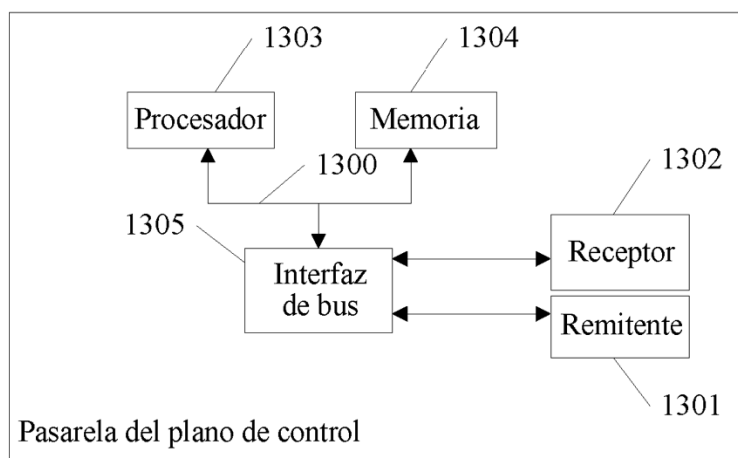 1303
1304
Procesador
Memoria
1300
1302
1305
Receptor
Interfaz
de bus
Remitente
1301
Pasarela del plano de control